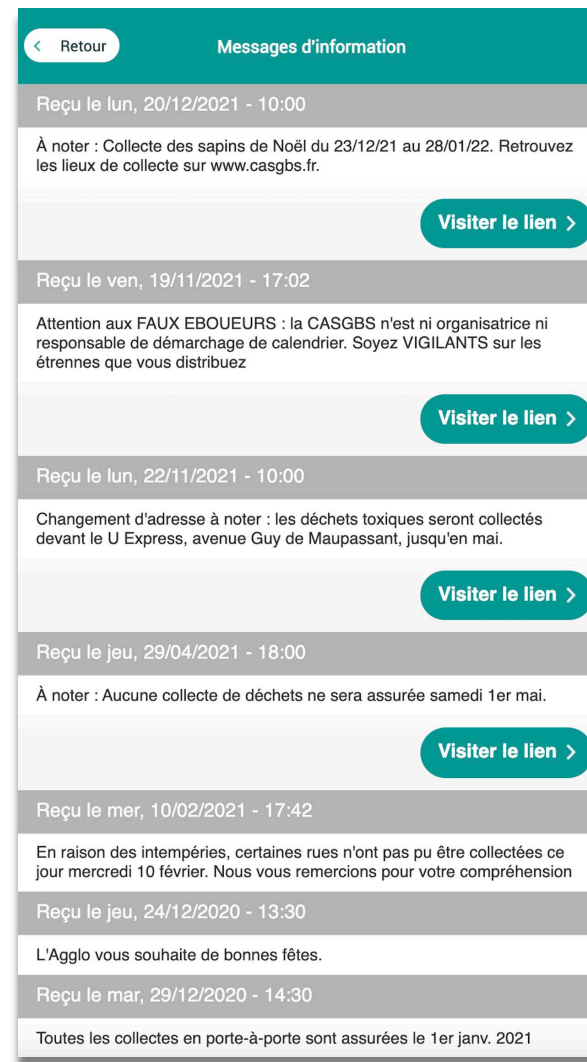 Retour
Messages d'information
Reçu le lun, 20/12/2021 - 10:00
À noter : Collecte des sapins de Noël du 23/12/21 au 28/01/22. Retrouvez
les lieux de collecte sur www.casgbs.fr.
Visiter le lien
Reçu le ven, 19/11/2021 - 17:02
Attention aux FAUX EBOUEURS : la CASGBS n'est ni organisatrice ni
responsable de démarchage de calendrier. Soyez VIGILANTS sur les
étrennes que vous distribuez
Visiter le lien
Reçu le lun, 22/11/2021 - 10:00
Changement d'adresse à noter : les déchets toxiques seront collectés
devant le U Express, avenue Guy de Maupassant, jusqu'en mai.
Visiter le lien
Reçu le jeu, 29/04/2021 - 18:00
À noter : Aucune collecte de déchets ne sera assurée samedi 1er mai.
Visiter le lien
Reçu le mer, 10/02/2021 - 17:42
En raison des intempéries, certaines rues n'ont pas pu être collectées ce
jour mercredi 10 février. Nous vous remercions pour votre compréhension
Reçu le jeu, 24/12/2020 - 13:30
L'Agglo vous souhaite de bonnes fêtes.
Reçu le mar, 29/12/2020 - 14:30
Toutes les collectes en porte-à-porte sont assurées le 1er janv. 2021